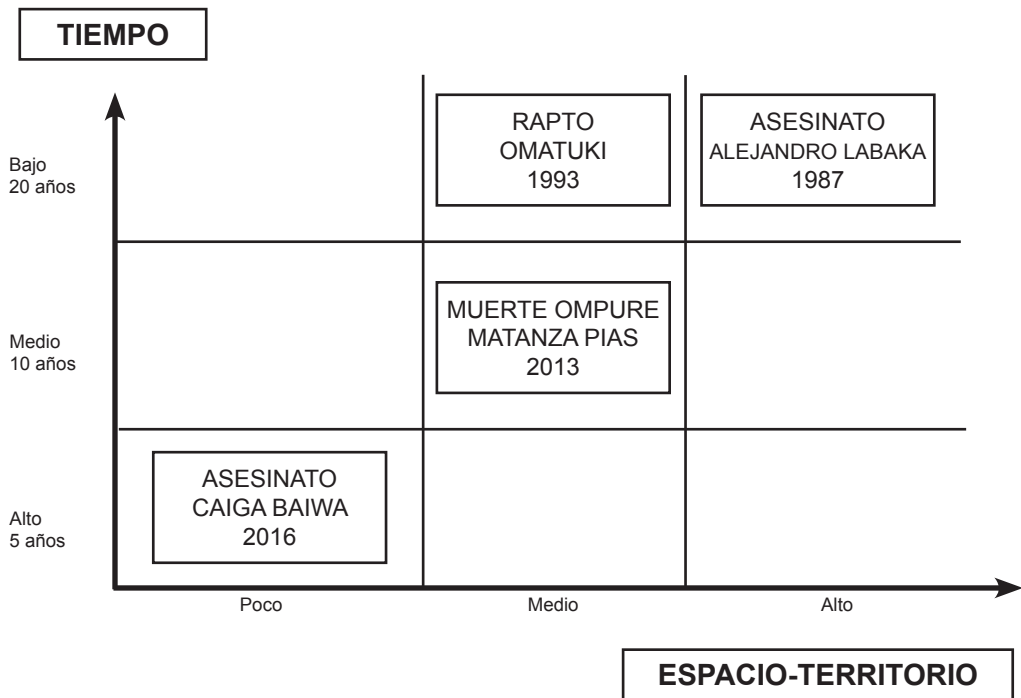 TIEMPO
Bajo
20 años
RAPTO
OMATUKI
1993
ASESINATO
ALEJANDRO LABAKA
1987
Medio
10 años
MUERTE OMPURE
MATANZA PIAS
2013
Alto
5 años
ASESINATO
CAIGA BAIWA
2016
Poco
Medio
Alto
ESPACIO-TERRITORIO